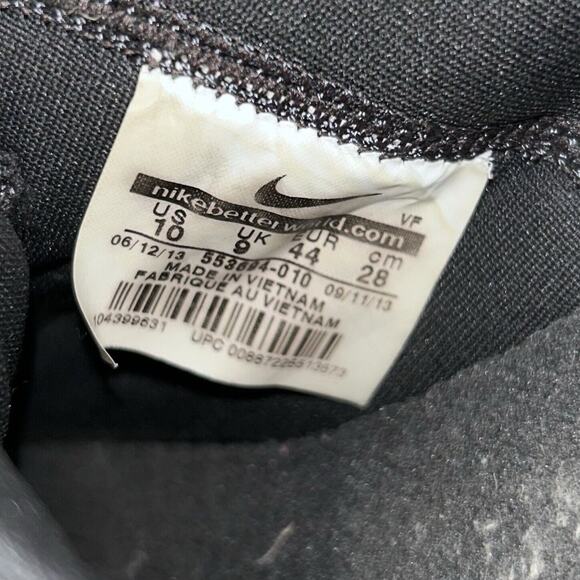 VF
nikebetterworld.com
US UK EUR cm
10 9 44 28
06/12/13 09/11/13
MADE IN VIETNAM
FABRIQUE AU VIETNAM
104399631